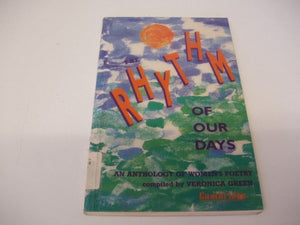 RHYTHM
OF
OUR
DAYS
AN ANTHOLOGY OF WOMEN'S POETRY
compiled by VERONICA GREEN